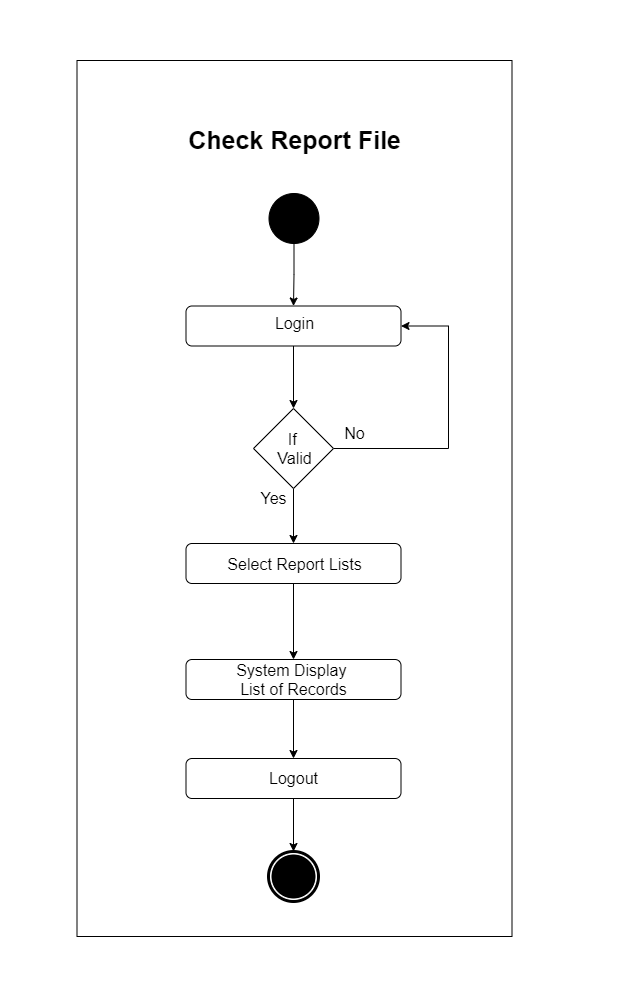 Check Report File
Login
If
Valid
No
Yes
Select Report Lists
System Display
List of Records
Logout